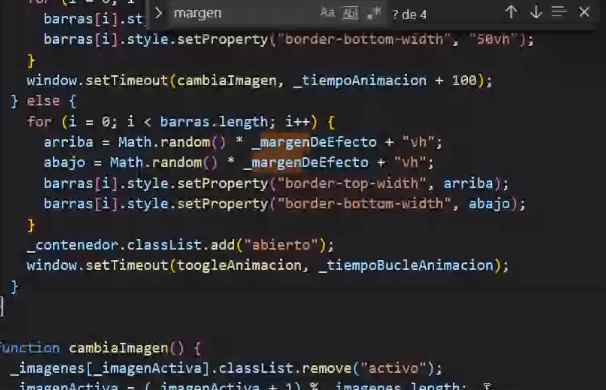 for (i = 0; i
margen
Aa
Abl
.*
? de 4
barras[i].st
barras[i].style.setProperty("border-bottom-width", "50vh");
}
window.setTimeout(cambiaImagen, _tiempoAnimacion + 100);
} else {
for (i = 0; i < barras.length; i++) {
arriba = Math.random() * _margenDeEfecto + "vh";
abajo = Math.random() * _margenDeEfecto + "vh";
barras[i].style.setProperty("border-top-width", arriba);
barras[i].style.setProperty("border-bottom-width", abajo);
}
_contenedor.classList.add("abierto");
window.setTimeout(toogleAnimacion, _tiempoBucleAnimacion);
}
}
function cambiaImagen() {
_imagenes[_imagenActiva].classList.remove("activo");
_imagenActiva = (_imagenActiva + 1) % _imagenes.length;